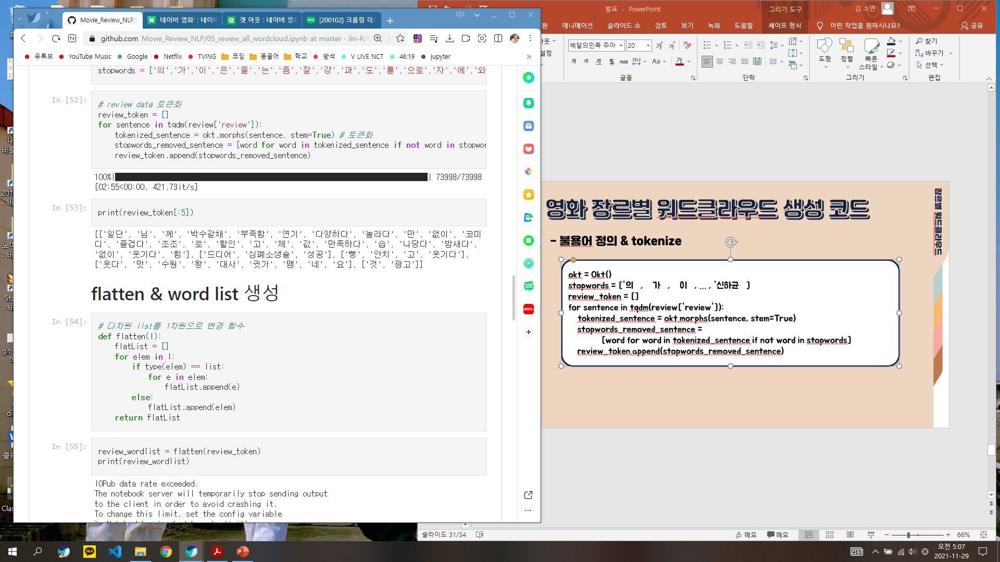 Movie_Review_NLP/0
네이버 영화' : 네이버
겟 아웃 : 네이버 영화
[200102] 크롤링 데이
github.com Movie_Review_NLP/05_review_all_wordcloud.ipynb at master · Jin-R/M
유튜브 YouTube Music Google Netflix TVING 코딩 몽골어 학교 방석 V LIVE NCT 46:19 jupyter
stopwords = ['의','가','이','은','들','는','좀','잘','걍','과','도','를','으로','자','에','와
In [52]:
# review data 토큰화
review_token = []
for sentence in tqdm(review['review']):
tokenized_sentence = okt.morphs(sentence, stem=True) # 토큰화
stopwords_removed_sentence = [word for word in tokenized_sentence if not word in stopwor
review_token.append(stopwords_removed_sentence)
100%| | 73998/73998
[02:55<00:00, 421.73it/s]
In [53]:
print(review_token[:5])
[['일단', '님', '께', '박수갈채', '부족함', '연기', '다양하다', '놀라다', '만', '없이', '코미
디', '즐겁다', '조조', '로', '할인', '고', '제', '값', '만족하다', '습', '니당다', '밤새다',
'없이', '웃기다', '힘'], ['드디어', '심폐소생술', '성공'], ['뻥', '안치', '고', '웃기다'],
['웃다', '맛', '수원', '왕', '대사', '귓가', '맴', '네', '요'], ['것', '광고']]
flatten & word list 생성
In [54]:
# 다차원 list를 1차원으로 변경 함수
def flatten(l):
flatList = []
for elem in l:
if type(elem) == list:
for e in elem:
flatList.append(e)
else:
flatList.append(elem)
return flatList
In [55]:
review_wordlist = flatten(review_token)
print(review_wordlist)
IOPub data rate exceeded.
The notebook server will temporarily stop sending output
to the client in order to avoid crashing it.
To change this limit, set the config variable
발표 - PowerPoint
그리기 도구
김 소연
환 애니메이션 슬라이드 쇼 검토 보기 녹화 도움말 셰이프 형식 어떤 작업을 원하시나요? 공유
아웃
설정
배달의민족 주아 20
가 가 가 S
Aa
가
글꼴
단락
도형
정렬
빠른
스타일
그리기
찾기
바꾸기
선택
편집
영화 장르별 워드클라우드 생성 코드
장르별 워드클라우드
- 불용어 정의 & tokenize
okt = Okt()
stopwords = ['의 , 가 , 이 , ... , '신하균 ]
review_token = []
for sentence in tqdm(review['review']):
tokenized_sentence = okt.morphs(sentence, stem=True)
stopwords_removed_sentence =
[word for word in tokenized_sentence if not word in stopwords]
review_token.append(stopwords_removed_sentence)
슬라이드 31/34
메모
메모
66%
오전 5:07
2021-11-29